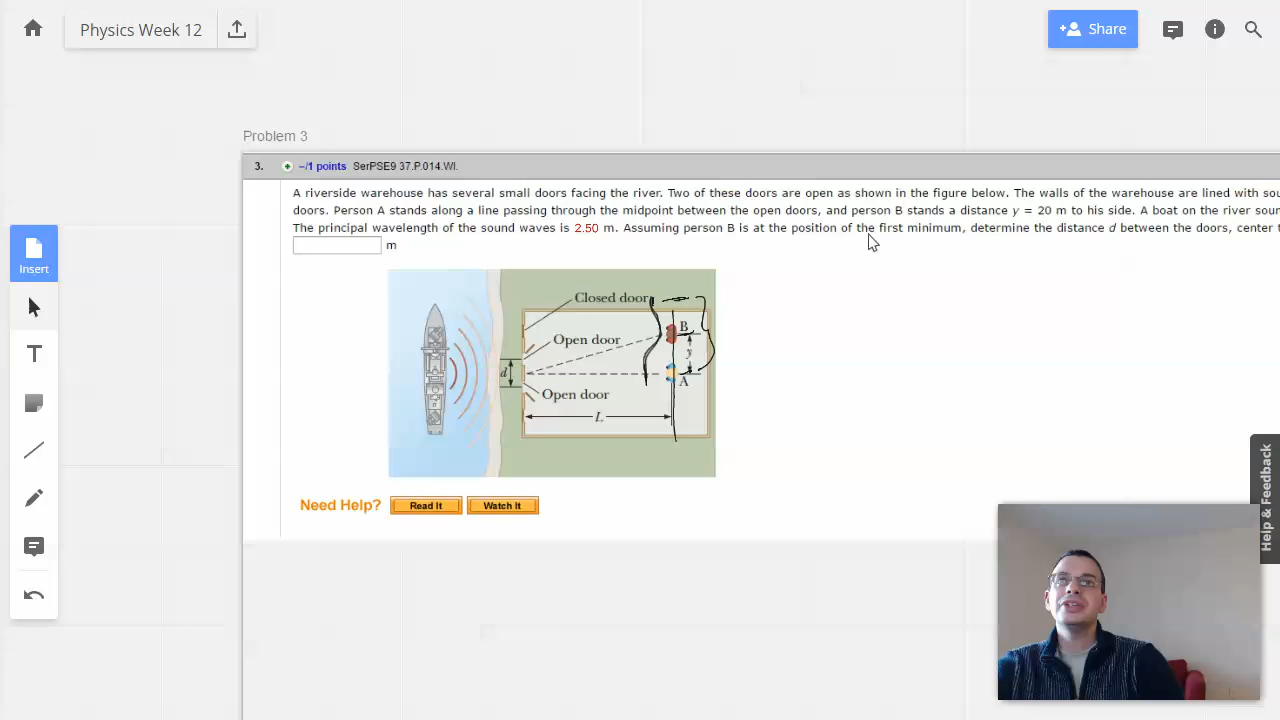 Physics Week 12
Share
Problem 3
3.
–/1 points SerPSE9 37.P.014.WI.
A riverside warehouse has several small doors facing the river. Two of these doors are open as shown in the figure below. The walls of the warehouse are lined with
doors. Person A stands along a line passing through the midpoint between the open doors, and person B stands a distance y = 20 m to his side. A boat on the river
The principal wavelength of the sound waves is 2.50 m. Assuming person B is at the position of the first minimum, determine the distance d between the doors, center
m
Insert
T
Closed door
B
Open door
y
d
A
Open door
L
Need Help?
Read It
Watch It
Help & Feedback